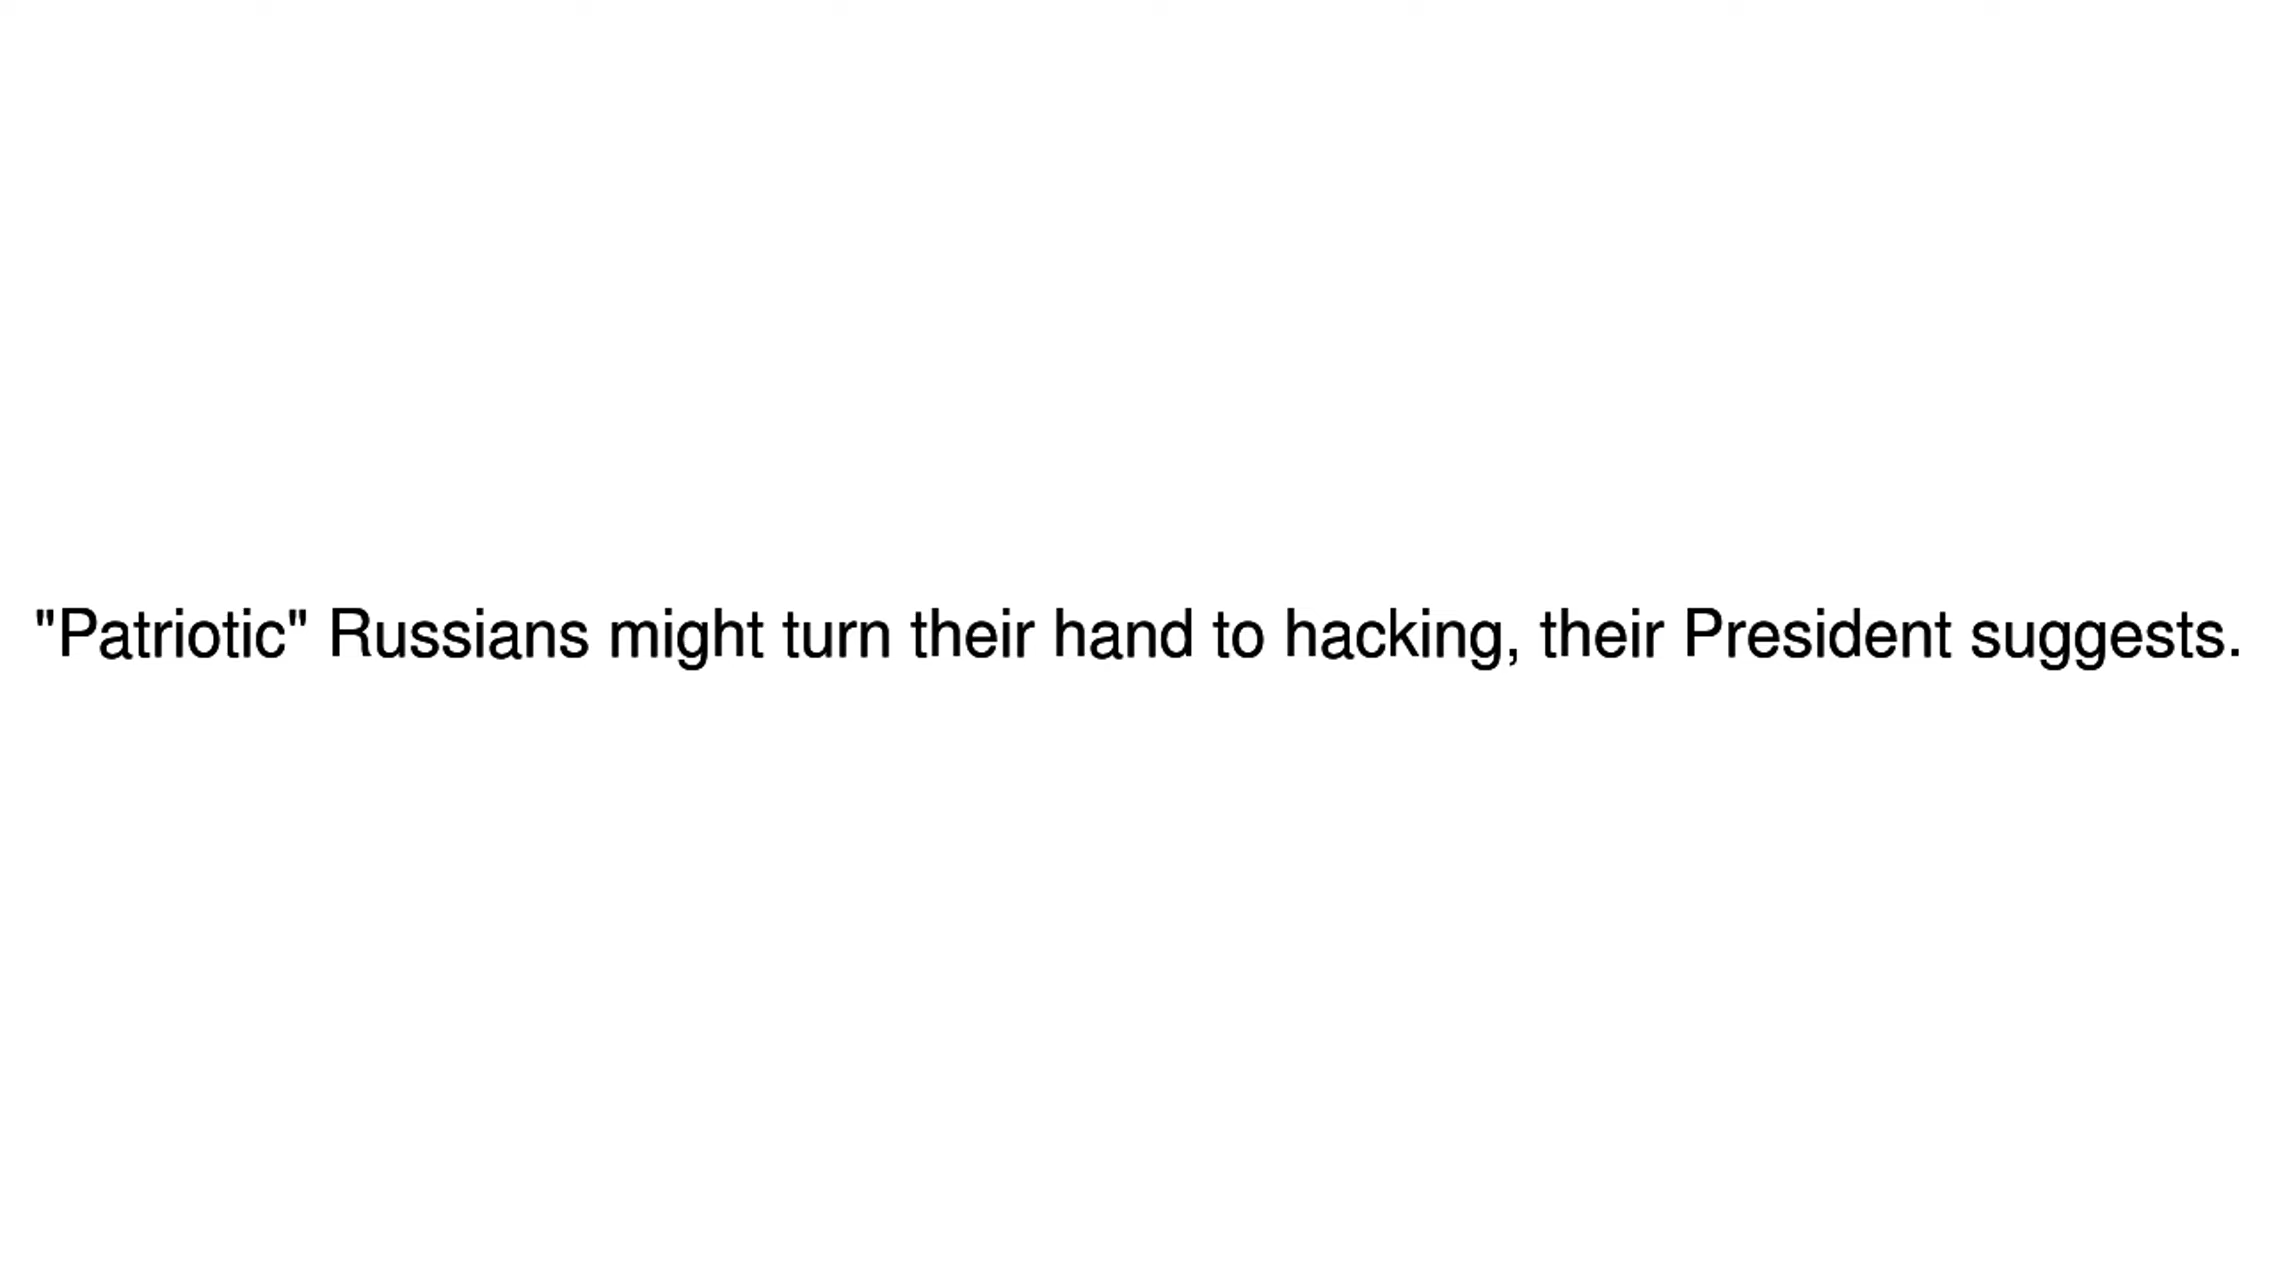 "Patriotic" Russians might turn their hand to hacking, their President suggests.